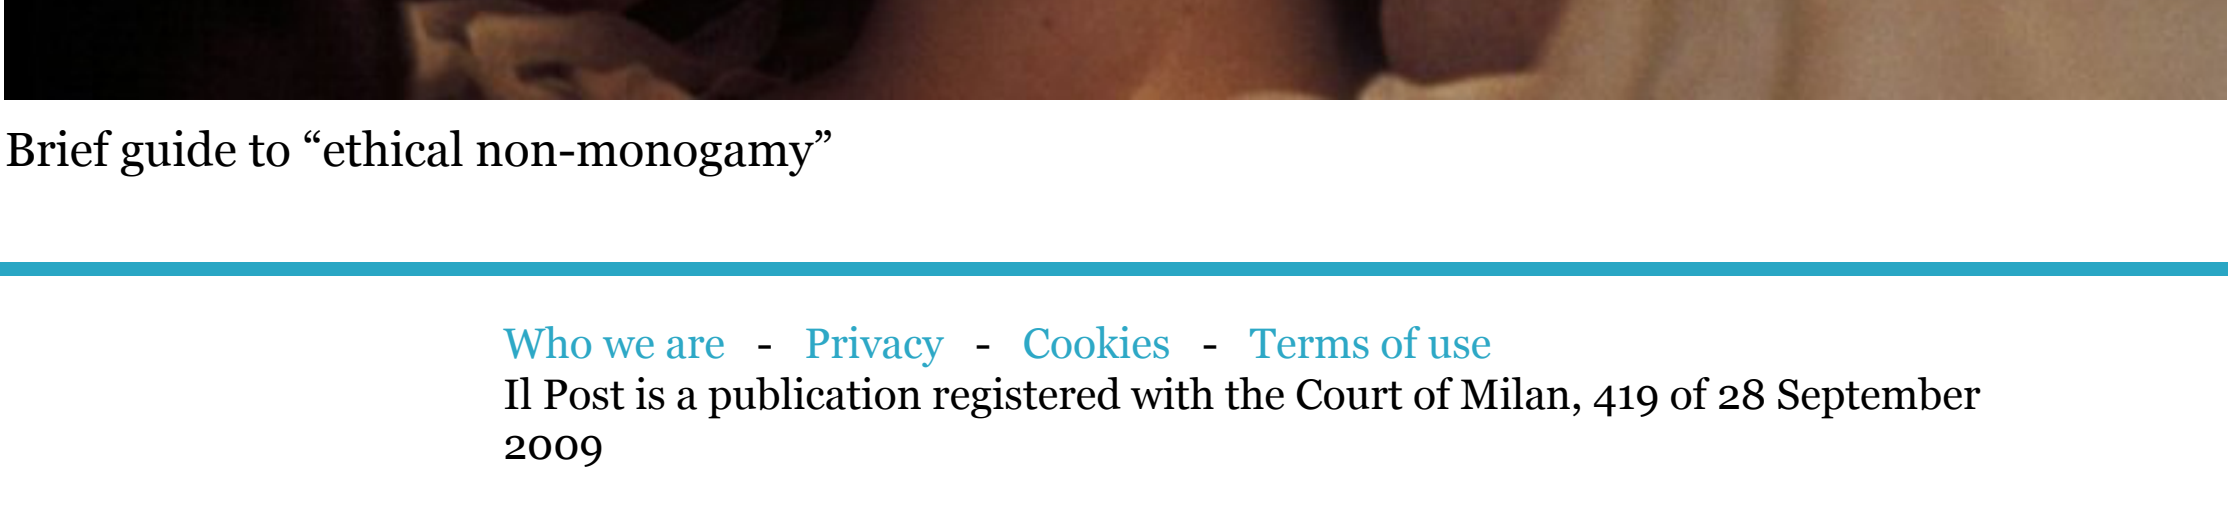 Brief guide to “ethical non-monogamy”
Who we are - Privacy - Cookies - Terms of use
Il Post is a publication registered with the Court of Milan, 419 of 28 September
2009